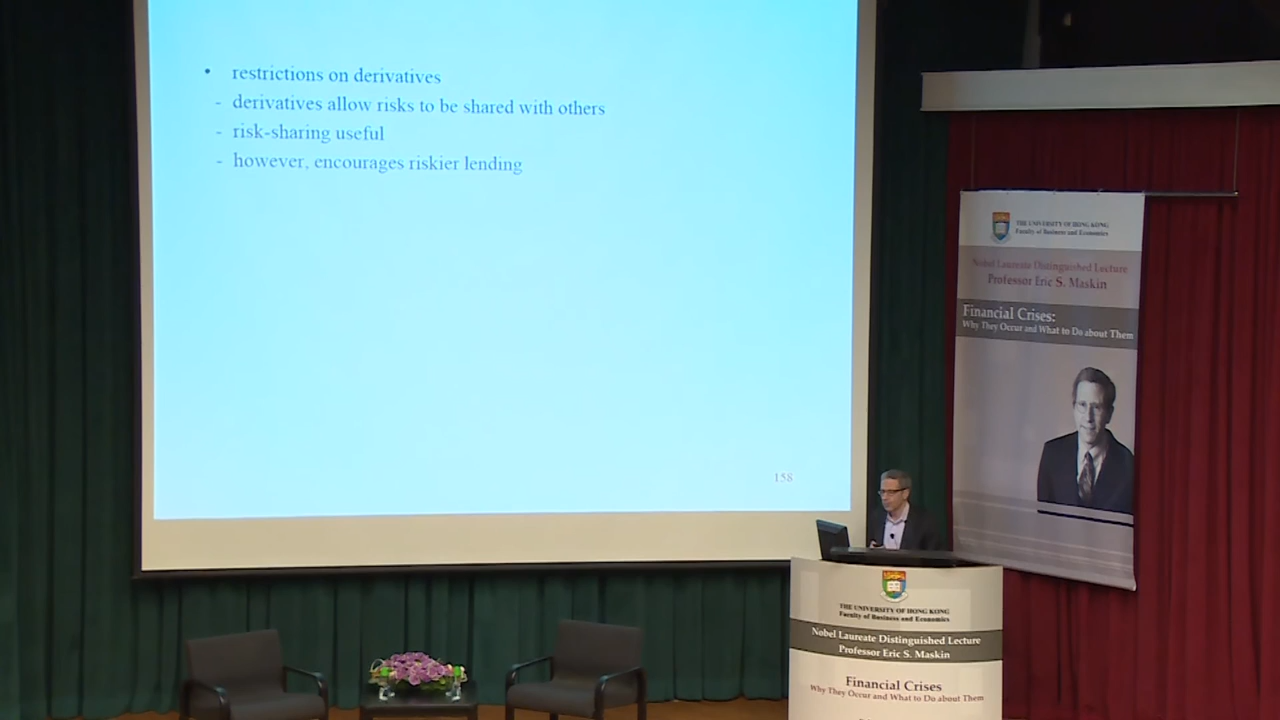 • restrictions on derivatives
- derivatives allow risks to be shared with others
- risk-sharing useful
- however, encourages riskier lending
158
THE UNIVERSITY OF HONG KONG
Faculty of Business and Economics
Nobel Laureate Distinguished Lecture
Professor Eric S. Maskin
Financial Crises:
Why They Occur and What to Do about Them
THE UNIVERSITY OF HONG KONG
Faculty of Business and Economics
Nobel Laureate Distinguished Lecture
Professor Eric S. Maskin
Financial Crises
Why They Occur and What to Do about Them